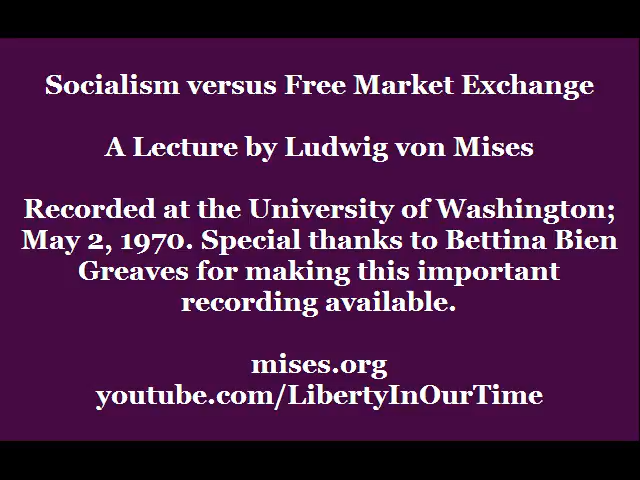 Socialism versus Free Market Exchange
A Lecture by Ludwig von Mises
Recorded at the University of Washington;
May 2, 1970. Special thanks to Bettina Bien
Greaves for making this important
recording available.
mises.org
youtube.com/LibertyInOurTime